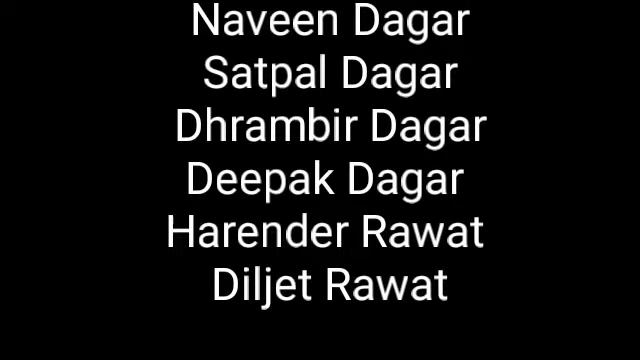 Naveen Dagar
Satpal Dagar
Dhrambir Dagar
Deepak Dagar
Harender Rawat
Diljet Rawat